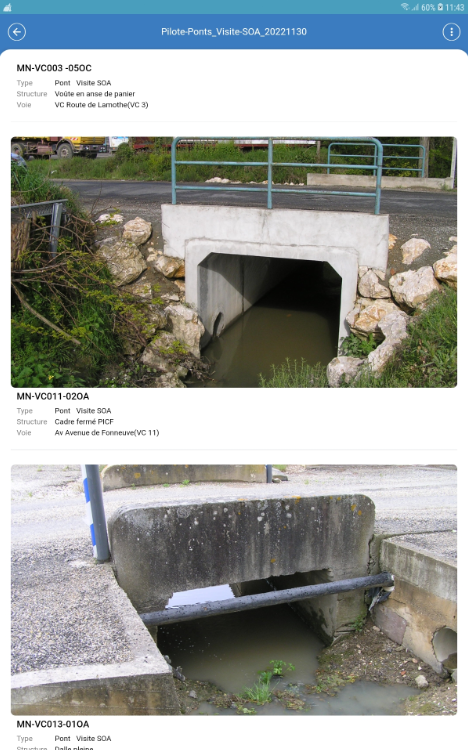 60% 11:43
Pilote-Ponts_Visite-SOA_20221130
MN-VC003 -05OC
Type Pont Visite SOA
Structure Voûte en anse de panier
Voie VC Route de Lamothe(VC 3)
MN-VC011-02OA
Type Pont Visite SOA
Structure Cadre fermé PICF
Voie Av Avenue de Fonneuve(VC 11)
MN-VC013-01OA
Type Pont Visite SOA
Structure Dalle pleine